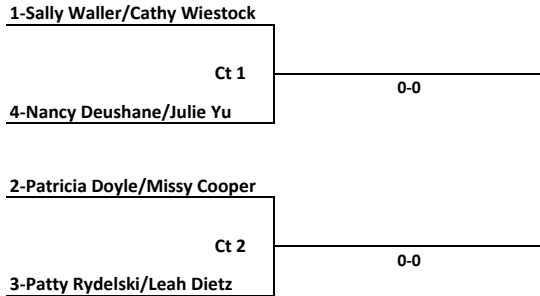 1-Sally Waller/Cathy Wiestock
Ct 1
0-0
4-Nancy Deushane/Julie Yu
2-Patricia Doyle/Missy Cooper
Ct 2
0-0
3-Patty Rydelski/Leah Dietz